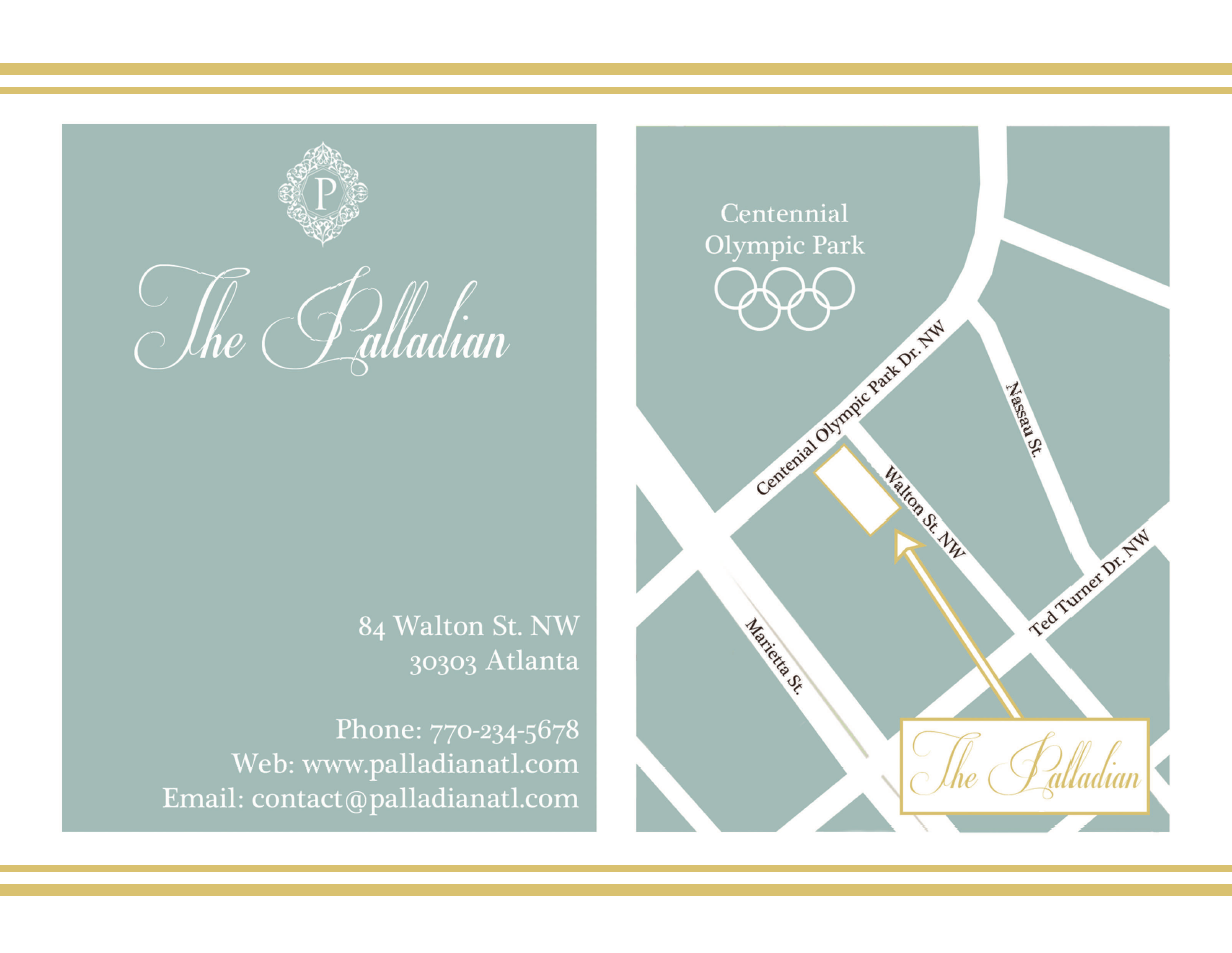 P
The Palladian
84 Walton St. NW
30303 Atlanta
Phone: 770-234-5678
Web: www.palladianatl.com
Email: contact@palladianatl.com
Centennial
Olympic Park
Centenial Olympic Park Dr. NW
Nassau St.
Walton St. NW
Ted Turner Dr. NW
Marietta St.
The Palladian